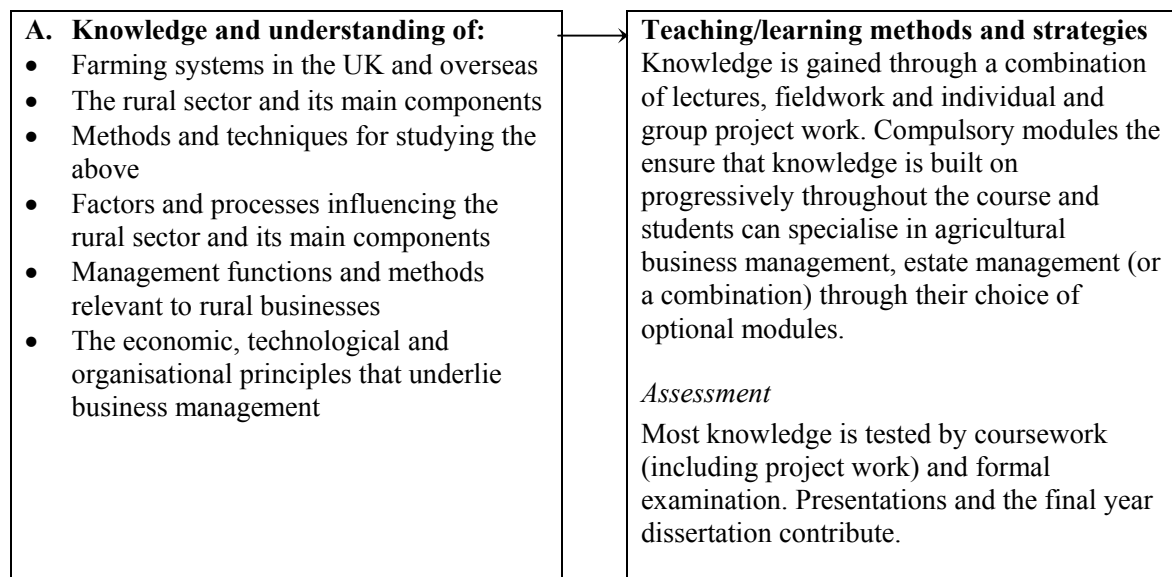 A. Knowledge and understanding of:
• Farming systems in the UK and overseas
• The rural sector and its main components
• Methods and techniques for studying the
above
• Factors and processes influencing the
rural sector and its main components
• Management functions and methods
relevant to rural businesses
• The economic, technological and
organisational principles that underlie
business management
Teaching/learning methods and strategies
Knowledge is gained through a combination
of lectures, fieldwork and individual and
group project work. Compulsory modules the
ensure that knowledge is built on
progressively throughout the course and
students can specialise in agricultural
business management, estate management (or
a combination) through their choice of
optional modules.
Assessment
Most knowledge is tested by coursework
(including project work) and formal
examination. Presentations and the final year
dissertation contribute.